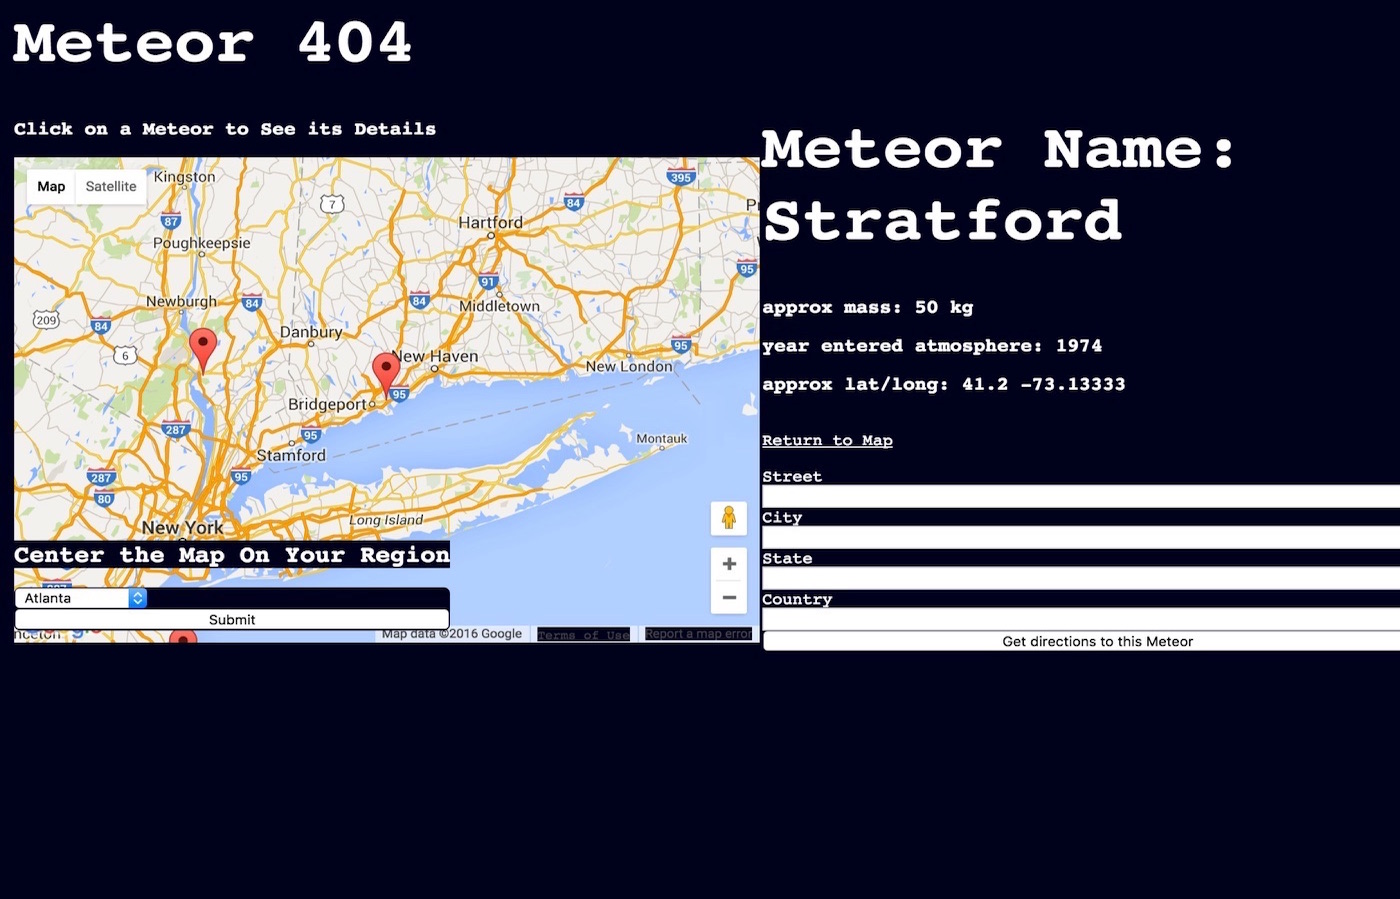 Meteor 404
Click on a Meteor to See its Details
Map Satellite
Kingston
395
7
84
87
Hartford
Poughkeepsie
95
91
Newburgh
84
84
Middletown
209
84
Danbury
6
95
New Haven
New London
95
Bridgeport
287
95
Montauk
Stamford
287
95
80
Long Island
New York
Center the Map On Your Region
Atlanta
Submit
Map data ©2016 Google
Terms of Use
Report a map error
Meteor Name:
Stratford
approx mass: 50 kg
year entered atmosphere: 1974
approx lat/long: 41.2 -73.13333
Return to Map
Street
City
State
Country
Get directions to this Meteor